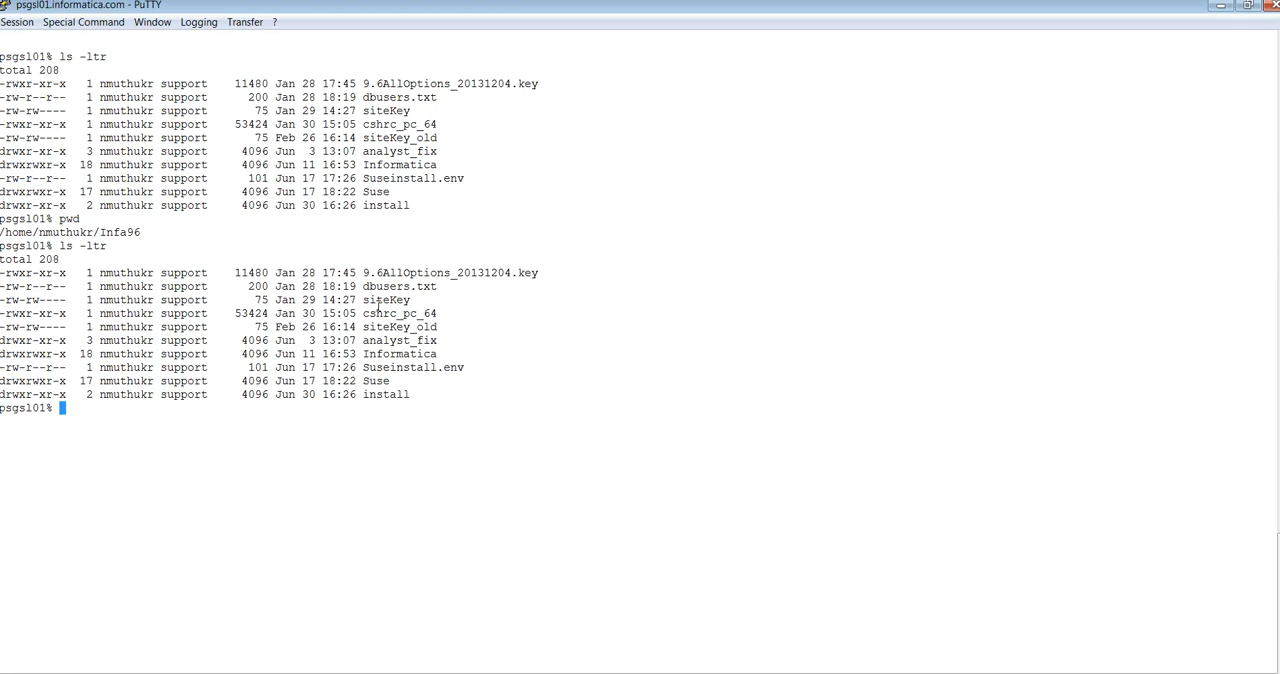 psgsl01.informatica.com - PuTTY
Session Special Command Window Logging Transfer ?
psgsl01% ls -ltr
total 208
-rwxr-xr-x 1 nmuthukr support 11480 Jan 28 17:45 9.6AllOptions_20131204.key
-rw-r--r-- 1 nmuthukr support 200 Jan 28 18:19 dbusers.txt
-rw-rw---- 1 nmuthukr support 75 Jan 29 14:27 siteKey
-rwxr-xr-x 1 nmuthukr support 53424 Jan 30 15:05 cshrc_pc_64
-rw-rw---- 1 nmuthukr support 75 Feb 26 16:14 siteKey_old
drwxr-xr-x 3 nmuthukr support 4096 Jun 3 13:07 analyst_fix
drwxrwxr-x 18 nmuthukr support 4096 Jun 11 16:53 Informatica
-rw-r--r-- 1 nmuthukr support 101 Jun 17 17:26 Suseinstall.env
drwxrwxr-x 17 nmuthukr support 4096 Jun 17 18:22 Suse
drwxr-xr-x 2 nmuthukr support 4096 Jun 30 16:26 install
psgsl01% pwd
/home/nmuthukr/Infa96
psgsl01% ls -ltr
total 208
-rwxr-xr-x 1 nmuthukr support 11480 Jan 28 17:45 9.6AllOptions_20131204.key
-rw-r--r-- 1 nmuthukr support 200 Jan 28 18:19 dbusers.txt
-rw-rw---- 1 nmuthukr support 75 Jan 29 14:27 siteKey
-rwxr-xr-x 1 nmuthukr support 53424 Jan 30 15:05 cshrc_pc_64
-rw-rw---- 1 nmuthukr support 75 Feb 26 16:14 siteKey_old
drwxr-xr-x 3 nmuthukr support 4096 Jun 3 13:07 analyst_fix
drwxrwxr-x 18 nmuthukr support 4096 Jun 11 16:53 Informatica
-rw-r--r-- 1 nmuthukr support 101 Jun 17 17:26 Suseinstall.env
drwxrwxr-x 17 nmuthukr support 4096 Jun 17 18:22 Suse
drwxr-xr-x 2 nmuthukr support 4096 Jun 30 16:26 install
psgsl01%